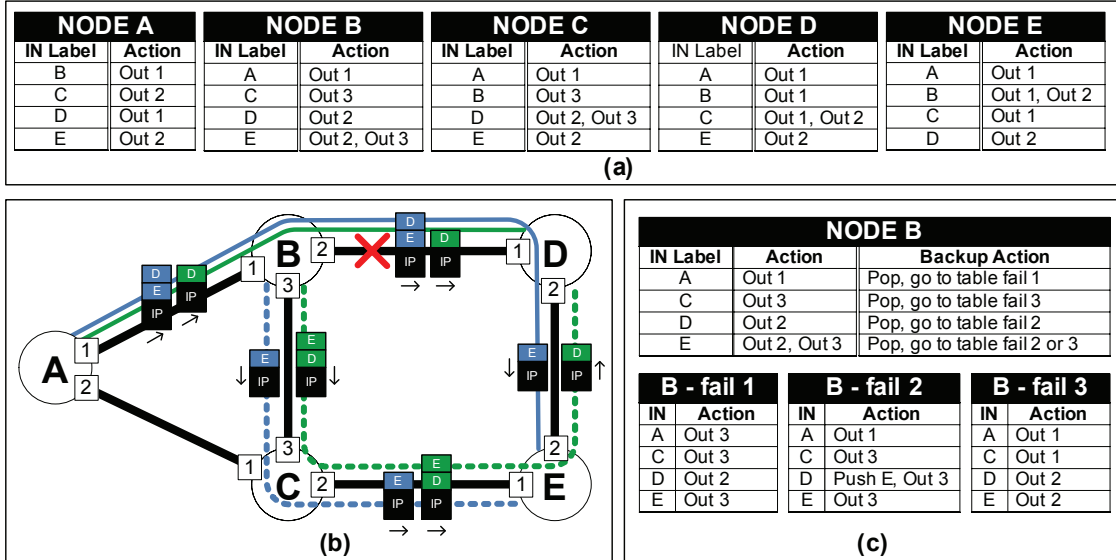 NODE A
IN Label Action
B Out 1
C Out 2
D Out 1
E Out 2
NODE B
IN Label Action
A Out 1
C Out 3
D Out 2
E Out 2, Out 3
NODE C
IN Label Action
A Out 1
B Out 3
D Out 2, Out 3
E Out 2
NODE D
IN Label Action
A Out 1
B Out 1
C Out 1, Out 2
E Out 2
NODE E
IN Label Action
A Out 1
B Out 1, Out 2
C Out 1
D Out 2
(a)
D
E
IP
→
D
IP
→
A
1
2
B
1
2
3
D
E
IP
→
D
IP
→
D
1
2
E
IP
↓
E
D
IP
↓
E
IP
↓
D
IP
↑
C
1
3
2
E
IP
→
E
D
IP
→
E
1
2
(b)
NODE B
IN Label Action Backup Action
A Out 1 Pop, go to table fail 1
C Out 3 Pop, go to table fail 3
D Out 2 Pop, go to table fail 2
E Out 2, Out 3 Pop, go to table fail 2 or 3
B - fail 1
IN Action
A Out 3
C Out 3
D Out 2
E Out 3
B - fail 2
IN Action
A Out 1
C Out 3
D Push E, Out 3
E Out 3
B - fail 3
IN Action
A Out 1
C Out 1
D Out 2
E Out 2
(c)